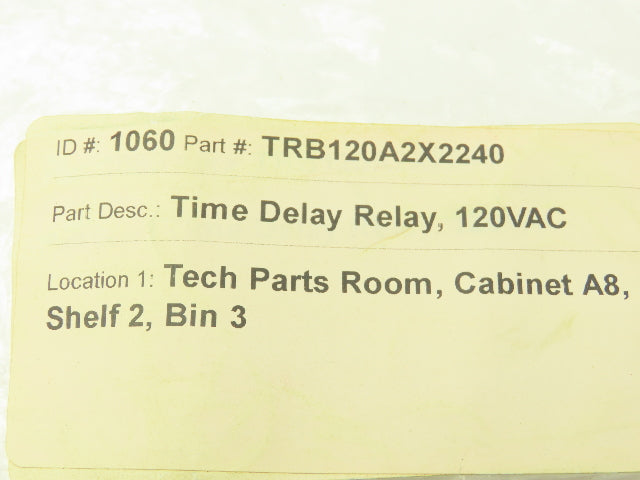 ID #: 1060 Part #: TRB120A2X2240
Part Desc.: Time Delay Relay, 120VAC
Location 1: Tech Parts Room, Cabinet A8,
Shelf 2, Bin 3